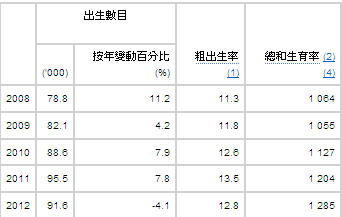 出生數目
按年變動百分比 粗出生率 總和生育率 (2)
('000) (%) (1) (4)
2008 78.8 11.2 11.3 1 064
2009 82.1 4.2 11.8 1 055
2010 88.6 7.9 12.6 1 127
2011 95.5 7.8 13.5 1 204
2012 91.6 -4.1 12.8 1 285